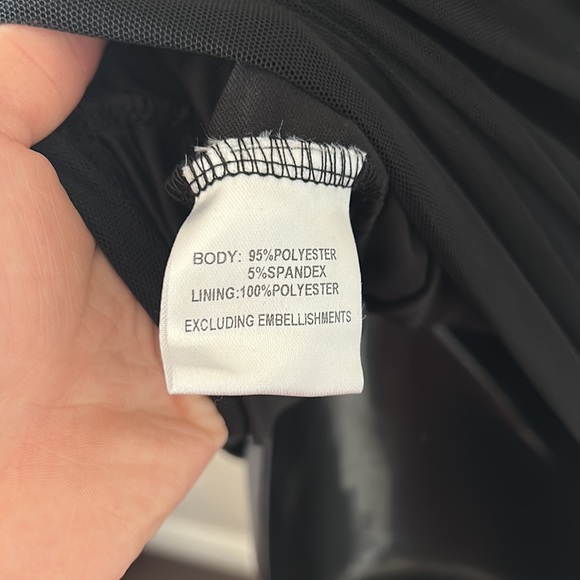 BODY: 95%POLYESTER
5%SPANDEX
LINING:100%POLYESTER
EXCLUDING EMBELLISHMENTS